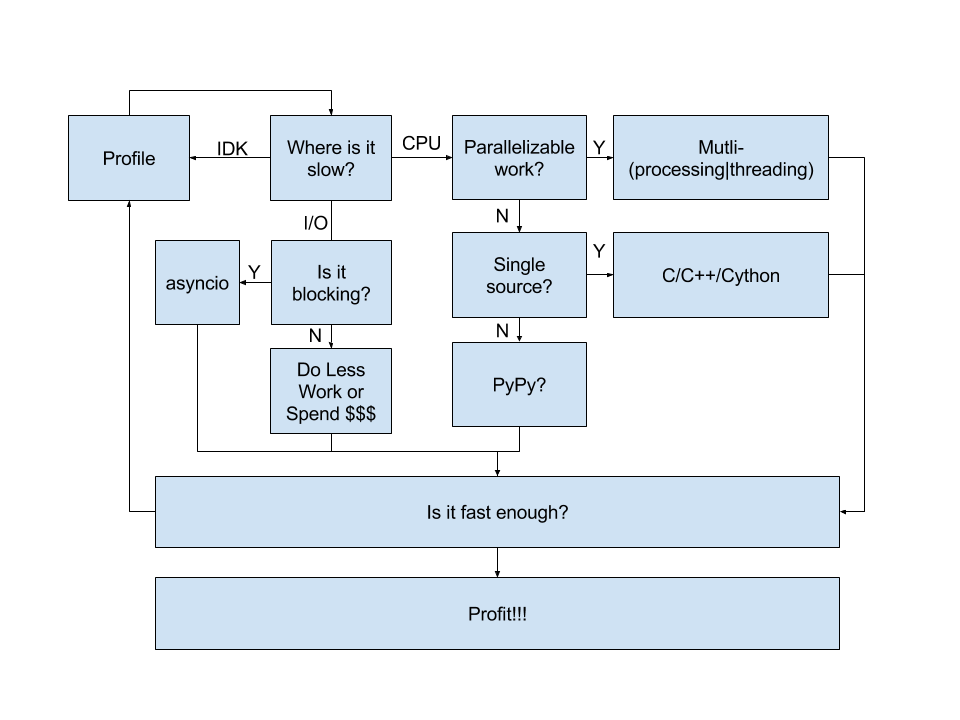 Profile
IDK
Where is it
slow?
CPU
Parallelizable
work?
Y
Mutli-
(processing|threading)
I/O
N
asyncio
Y
Is it
blocking?
Single
source?
Y
C/C++/Cython
N
N
Do Less
Work or
Spend $$$
PyPy?
Is it fast enough?
Profit!!!